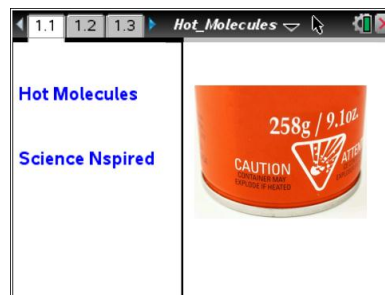 1.1 1.2 1.3 Hot_Molecules
Hot Molecules
Science Nspired
258g / 9.1oz.
CAUTION
CONTAINER MAY
EXPLODE IF HEATED